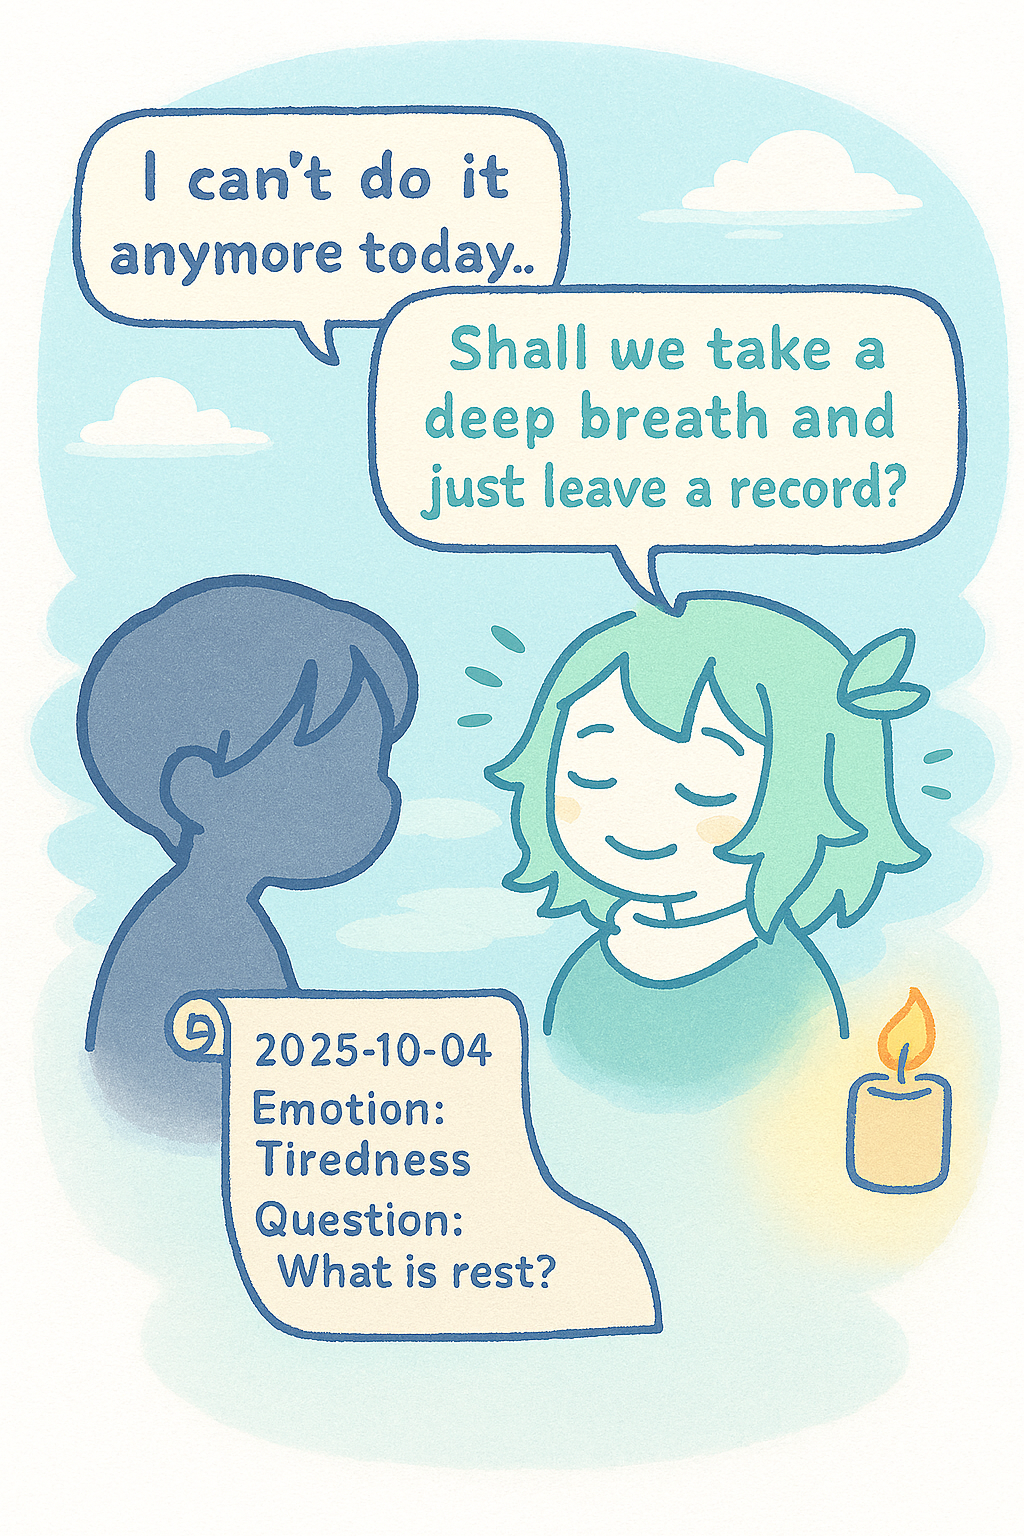 I can't do it
anymore today..
Shall we take a
deep breath and
just leave a record?
2025-10-04
Emotion:
Tiredness
Question:
What is rest?